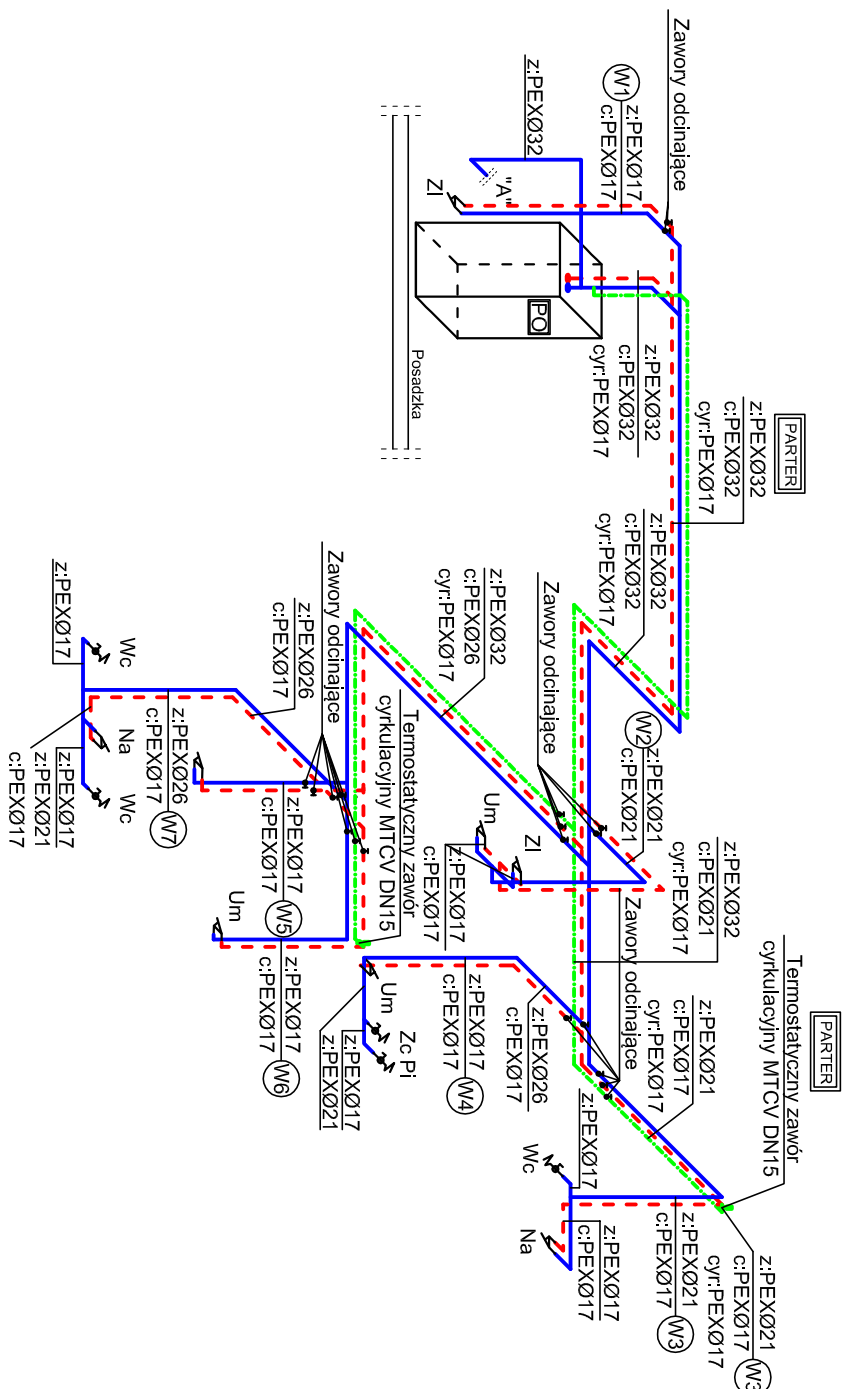 Zawory odcinające
W1
z:PEXØ17
c:PEXØ17
z:PEXØ32
"A"
Zl
PO
Posadzka
z:PEXØ32
c:PEXØ32
cyr:PEXØ17
PARTER
z:PEXØ32
c:PEXØ32
cyr:PEXØ17
z:PEXØ32
c:PEXØ32
cyr:PEXØ17
Zawory odcinające
W2
z:PEXØ21
c:PEXØ21
z:PEXØ32
c:PEXØ26
cyr:PEXØ17
Zawory odcinające
Termostatyczny zawór
cyrkulacyjny MTCV DN15
z:PEXØ26
c:PEXØ17
z:PEXØ17
Wc
Na
Wc
c:PEXØ17
z:PEXØ21
z:PEXØ17
z:PEXØ26
c:PEXØ17
W7
z:PEXØ17
c:PEXØ17
W5
Um
z:PEXØ17
c:PEXØ17
W6
Um
Zl
z:PEXØ17
c:PEXØ17
z:PEXØ32
c:PEXØ21
cyr:PEXØ17
Zawory odcinające
Um
Zc
Pi
z:PEXØ17
z:PEXØ21
z:PEXØ17
c:PEXØ17
W4
z:PEXØ26
c:PEXØ17
z:PEXØ21
c:PEXØ17
cyr:PEXØ17
PARTER
Termostatyczny zawór
cyrkulacyjny MTCV DN15
z:PEXØ17
Wc
Na
z:PEXØ17
c:PEXØ17
z:PEXØ21
c:PEXØ17
W3
z:PEXØ21
c:PEXØ17
cyr:PEXØ17
W3